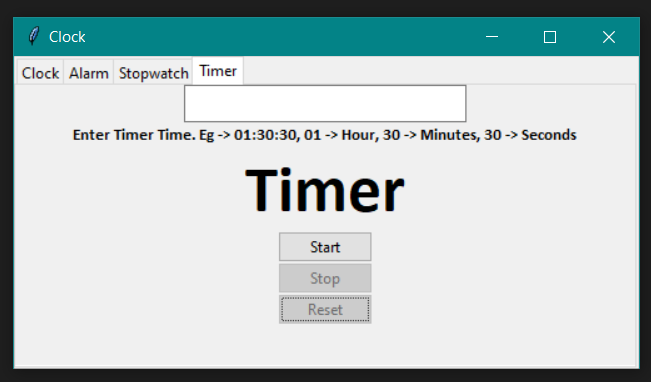 Clock
Clock Alarm Stopwatch Timer
Enter Timer Time. Eg -> 01:30:30, 01 -> Hour, 30 -> Minutes, 30 -> Seconds
Timer
Start
Stop
Reset